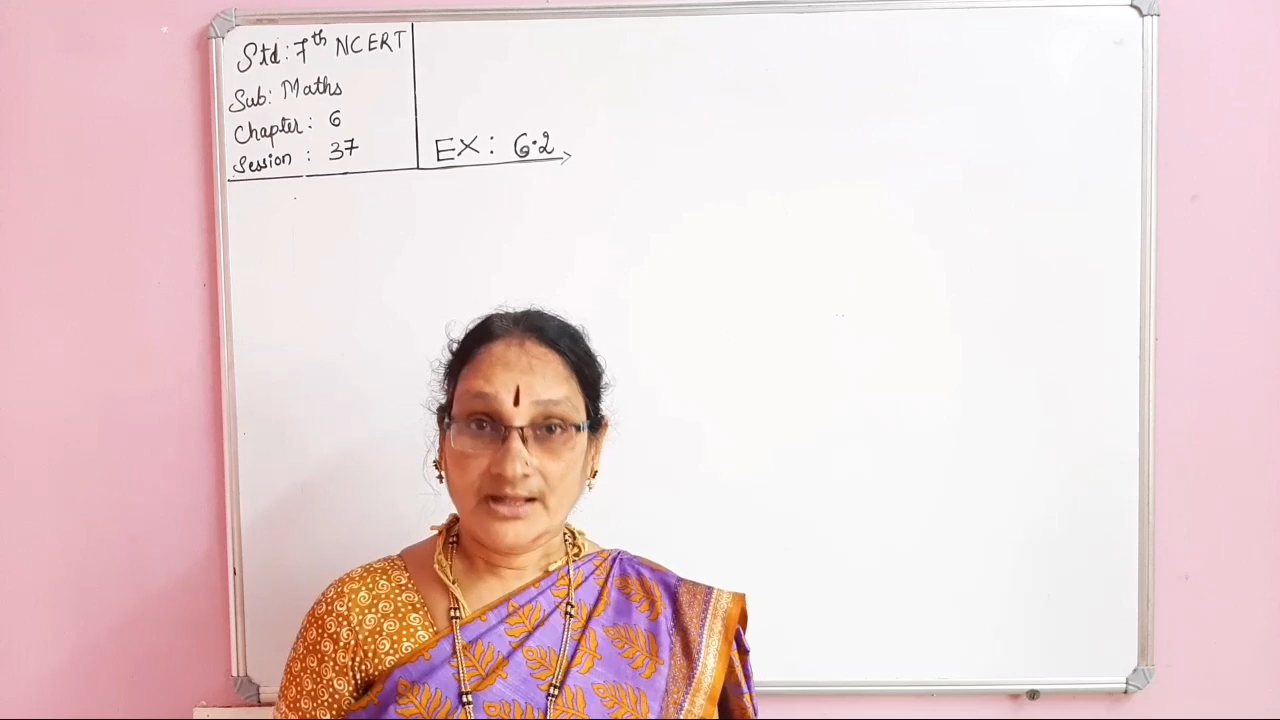 Std: 7th NCERT
Sub: Maths
Chapter: 6
Session : 37
EX: 6.2